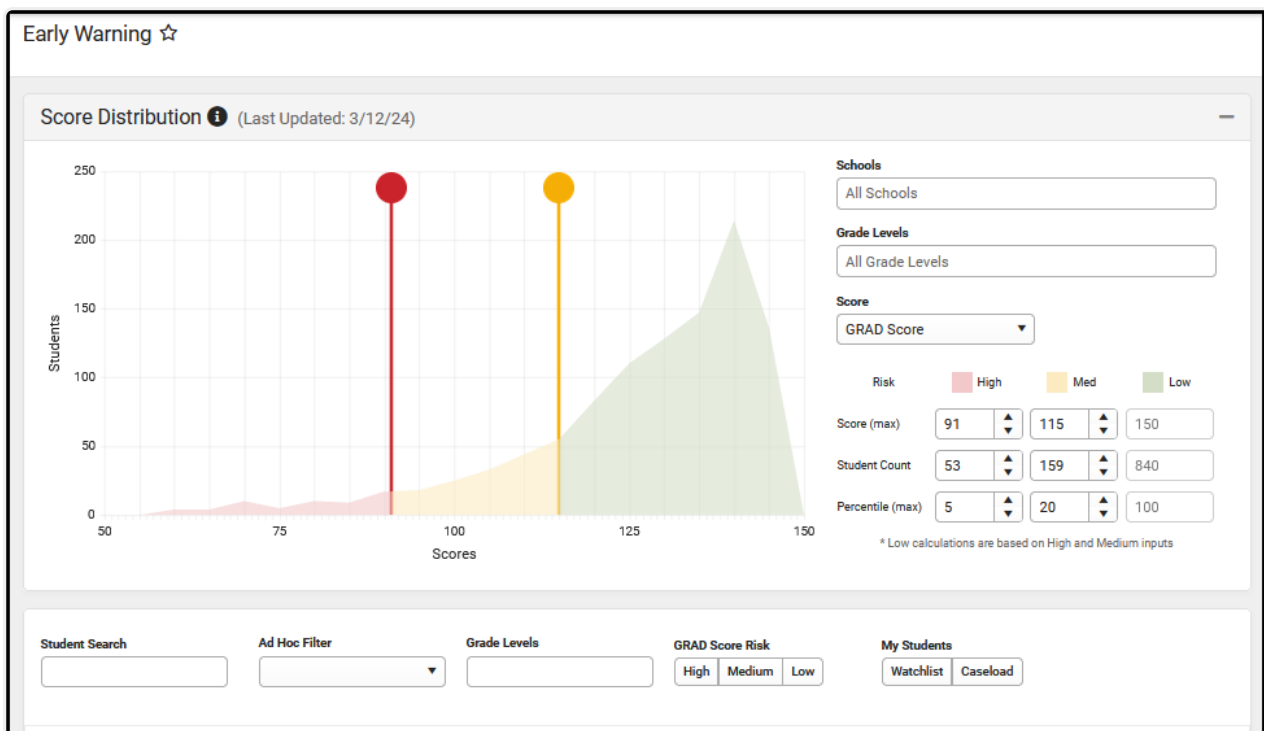 Early Warning
Score Distribution (Last Updated: 3/12/24)
250
200
150
100
50
0
Students
50 75 100 125 150
Scores
Schools
All Schools
Grade Levels
All Grade Levels
Score
GRAD Score
Risk High Med Low
Score (max) 91 115 150
Student Count 53 159 840
Percentile (max) 5 20 100
* Low calculations are based on High and Medium inputs
Student Search Ad Hoc Filter Grade Levels GRAD Score Risk My Students
High Medium Low Watchlist Caseload